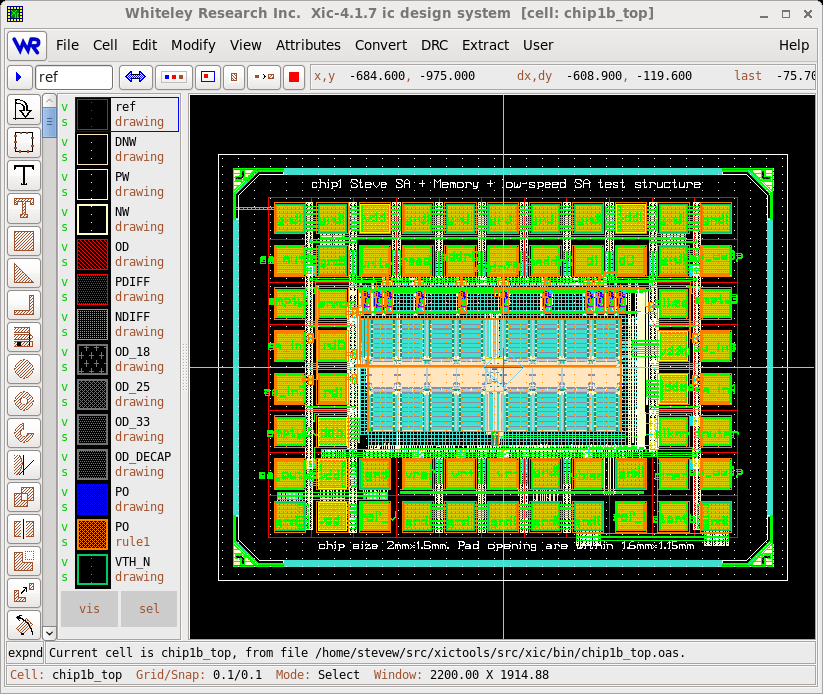 Whiteley Research Inc.  Xic-4.1.7 ic design system  [cell: chip1b_top]
WR File Cell Edit Modify View Attributes Convert DRC Extract User Help
ref x,y -684.600, -975.000 dx,dy -608.900, -119.600 last -75.70
v ref
s drawing
v DNW
s drawing
v PW
s drawing
v NW
s drawing
v OD
s drawing
v PDIFF
s drawing
v NDIFF
s drawing
v OD_18
s drawing
v OD_25
s drawing
v OD_33
s drawing
v OD_DECAP
s drawing
v PO
s drawing
v PO
s rule1
v VTH_N
s drawing
vis sel
chip1 Steve SA + Memory + low-speed SA test structure
chip size 2mmx1.5mm, Pad opening are within 1.6mmx1.15mm
expnd Current cell is chip1b_top, from file /home/stevew/src/xictools/src/xic/bin/chip1b_top.oas.
Cell: chip1b_top Grid/Snap: 0.1/0.1 Mode: Select Window: 2200.00 X 1914.88